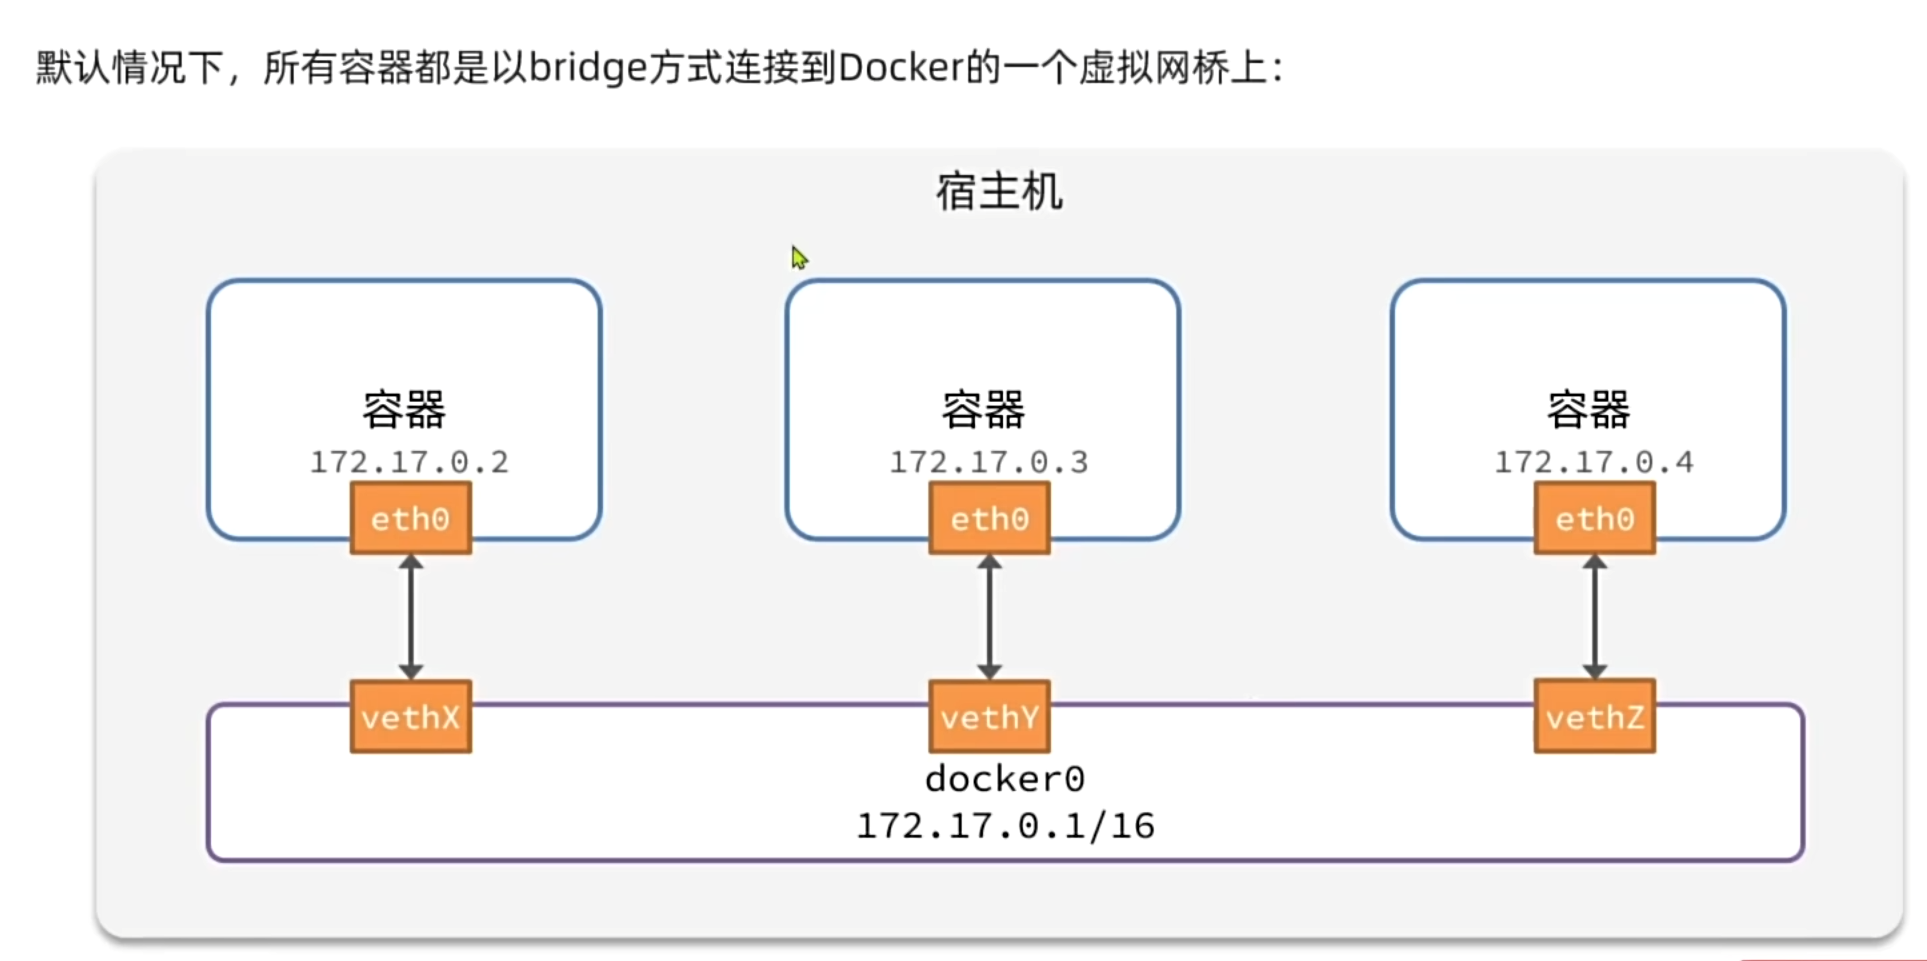 默认情况下，所有容器都是以bridge方式连接到Docker的一个虚拟网桥上：
宿主机
容器 容器 容器
172.17.0.2 172.17.0.3 172.17.0.4
eth0 eth0 eth0
vethX vethY vethZ
docker0
172.17.0.1/16